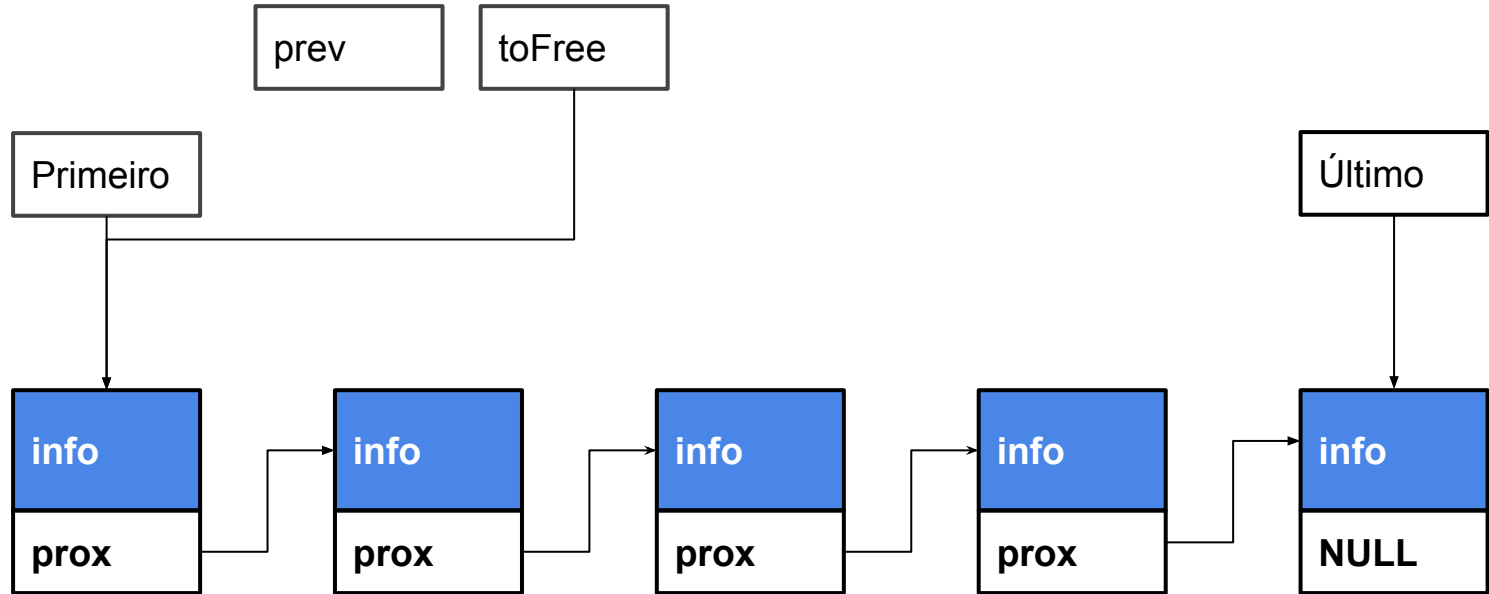 prev
toFree
Primeiro
Último
info
info
info
info
info
prox
prox
prox
prox
NULL